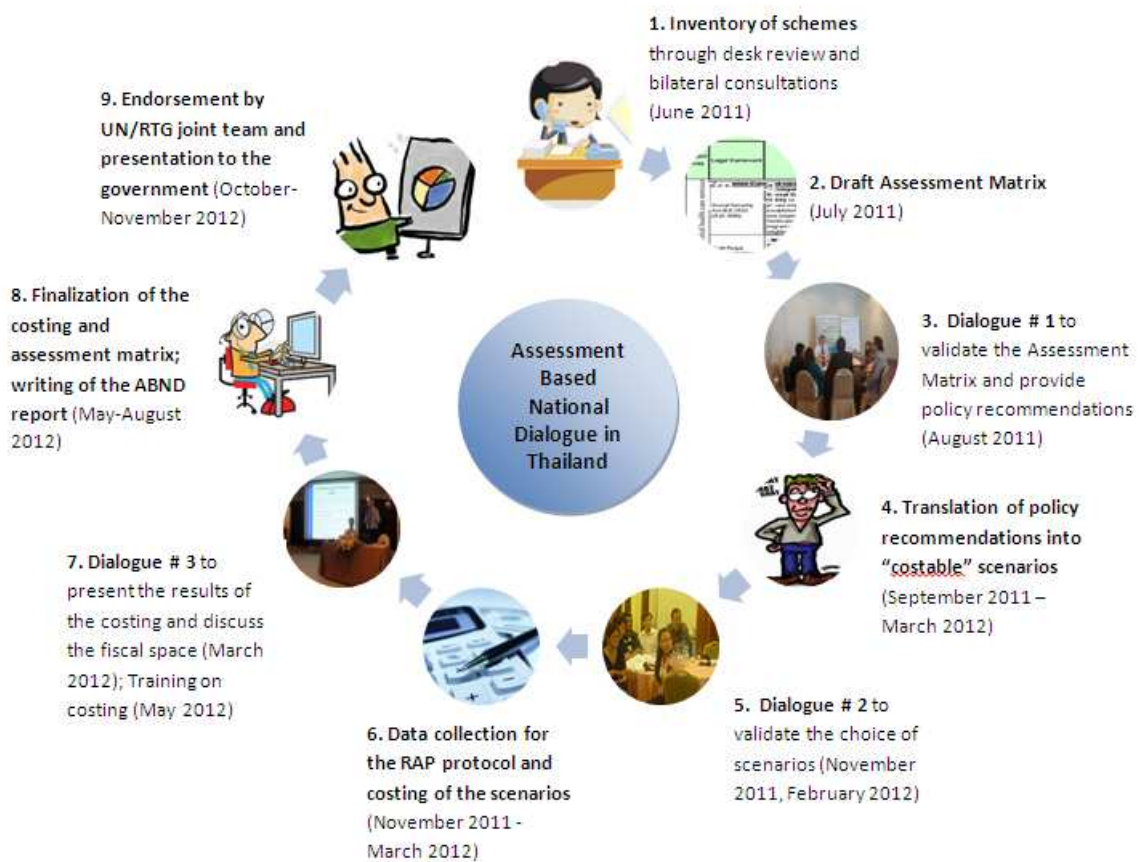 1. Inventory of schemes
through desk review and
bilateral consultations
(June 2011)
Legal framework
2. Draft Assessment Matrix
(July 2011)
3. Dialogue # 1 to
validate the Assessment
Matrix and provide
policy recommendations
(August 2011)
4. Translation of policy
recommendations into
“costable” scenarios
(September 2011 –
March 2012)
5. Dialogue # 2 to
validate the choice of
scenarios (November
2011, February 2012)
6. Data collection for
the RAP protocol and
costing of the scenarios
(November 2011 -
March 2012)
7. Dialogue # 3 to
present the results of
the costing and discuss
the fiscal space (March
2012); Training on
costing (May 2012)
8. Finalization of the
costing and
assessment matrix;
writing of the ABND
report (May-August
2012)
9. Endorsement by
UN/RTG joint team and
presentation to the
government (October-
November 2012)
Assessment
Based
National
Dialogue in
Thailand